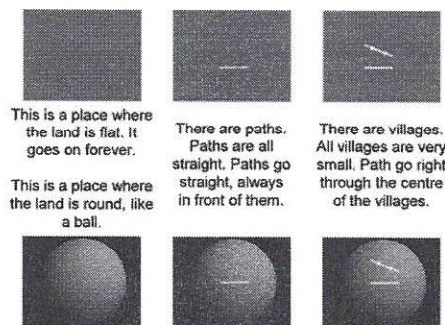 This is a place where
the land is flat. It
goes on forever.
This is a place where
the land is round, like
a ball.
There are paths.
Paths are all
straight. Paths go
straight, always
in front of them.
There are villages.
All villages are very
small. Path go right
through the centre
of the villages.